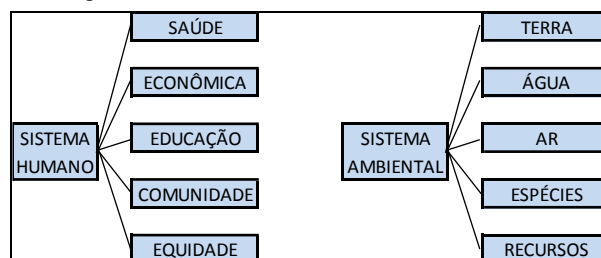 SAÚDE
ECONÔMICA
SISTEMA
HUMANO
EDUCAÇÃO
COMUNIDADE
EQUIDADE
TERRA
ÁGUA
SISTEMA
AMBIENTAL
AR
ESPÉCIES
RECURSOS